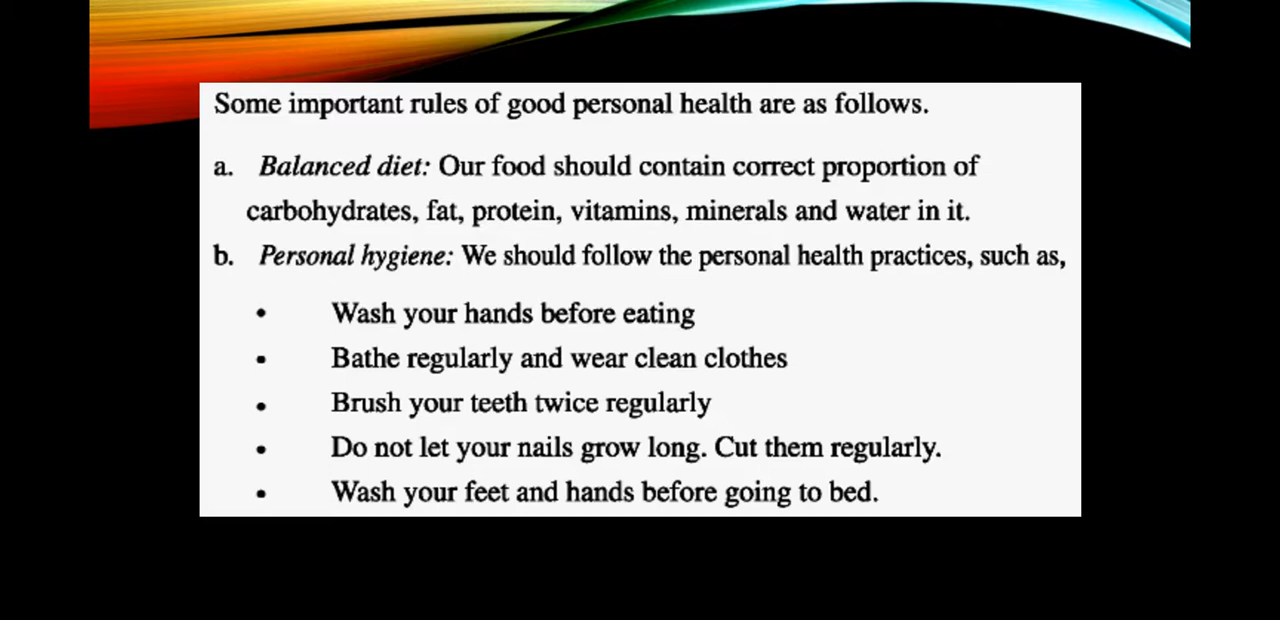 Some important rules of good personal health are as follows.
a. Balanced diet: Our food should contain correct proportion of
carbohydrates, fat, protein, vitamins, minerals and water in it.
b. Personal hygiene: We should follow the personal health practices, such as,
• Wash your hands before eating
• Bathe regularly and wear clean clothes
• Brush your teeth twice regularly
• Do not let your nails grow long. Cut them regularly.
• Wash your feet and hands before going to bed.